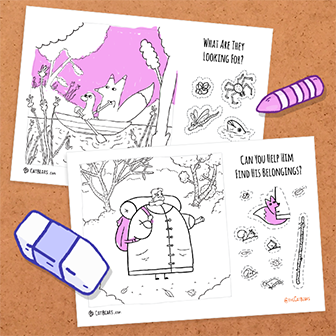 WHAT ARE THEY
LOOKING FOR?
CATBEARS.com
CAN YOU HELP HIM
FIND HIS BELONGINGS?
CATBEARS.com